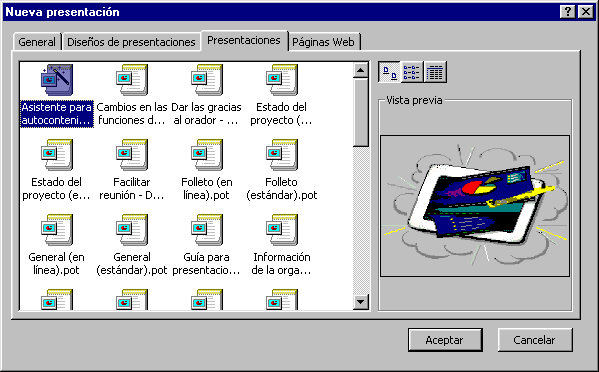 Nueva presentación
General
Diseños de presentaciones
Presentaciones
Páginas Web
Asistente para
autoconteni...
Cambios en las
funciones d...
Dar las gracias
al orador - ...
Estado del
proyecto (...
Estado del
proyecto (e...
Facilitar
reunión - D...
Folleto (en
línea).pot
Folleto
(estándar).pot
General (en
línea).pot
General
(estándar).pot
Guía para
presentacio...
Información
de la orga...
Vista previa
Aceptar
Cancelar